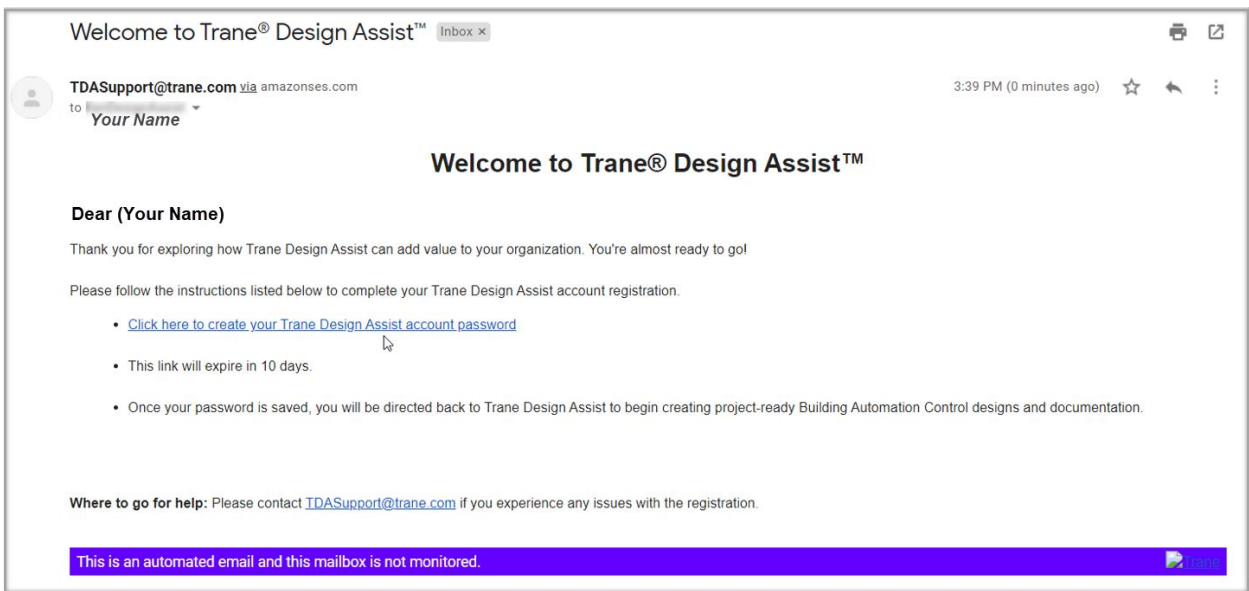 Welcome to Trane® Design Assist™ Inbox ×
TDASupport@trane.com via amazonses.com 3:39 PM (0 minutes ago)
to
Your Name
Welcome to Trane® Design Assist™
Dear (Your Name)
Thank you for exploring how Trane Design Assist can add value to your organization. You're almost ready to go!
Please follow the instructions listed below to complete your Trane Design Assist account registration.
• Click here to create your Trane Design Assist account password
• This link will expire in 10 days.
• Once your password is saved, you will be directed back to Trane Design Assist to begin creating project-ready Building Automation Control designs and documentation.
Where to go for help: Please contact TDASupport@trane.com if you experience any issues with the registration.
This is an automated email and this mailbox is not monitored. Trane